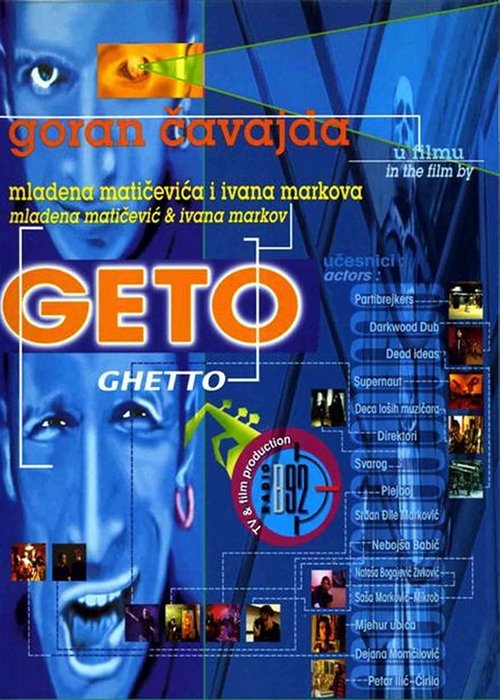 goran čavajda
u filmu
in the film by
mladena matičevića i ivana markova
mladena matičević & ivana markov
GETO
GHETTO
učesnici :
actors :
Partibrejkers
Darkwood Dub
Dead ideas
Supernaut
Deca loših muzičara
Direktori
Svarog
Plejboj
Srđan Đile Marković
Nebojša Babić
Nataša Bogojević Živković
Saša Marković-Mikrob
Mjehur ubica
Dejana Momčilović
Petar Ilić-Ćirilo
TV & film production
RADIO
B 92